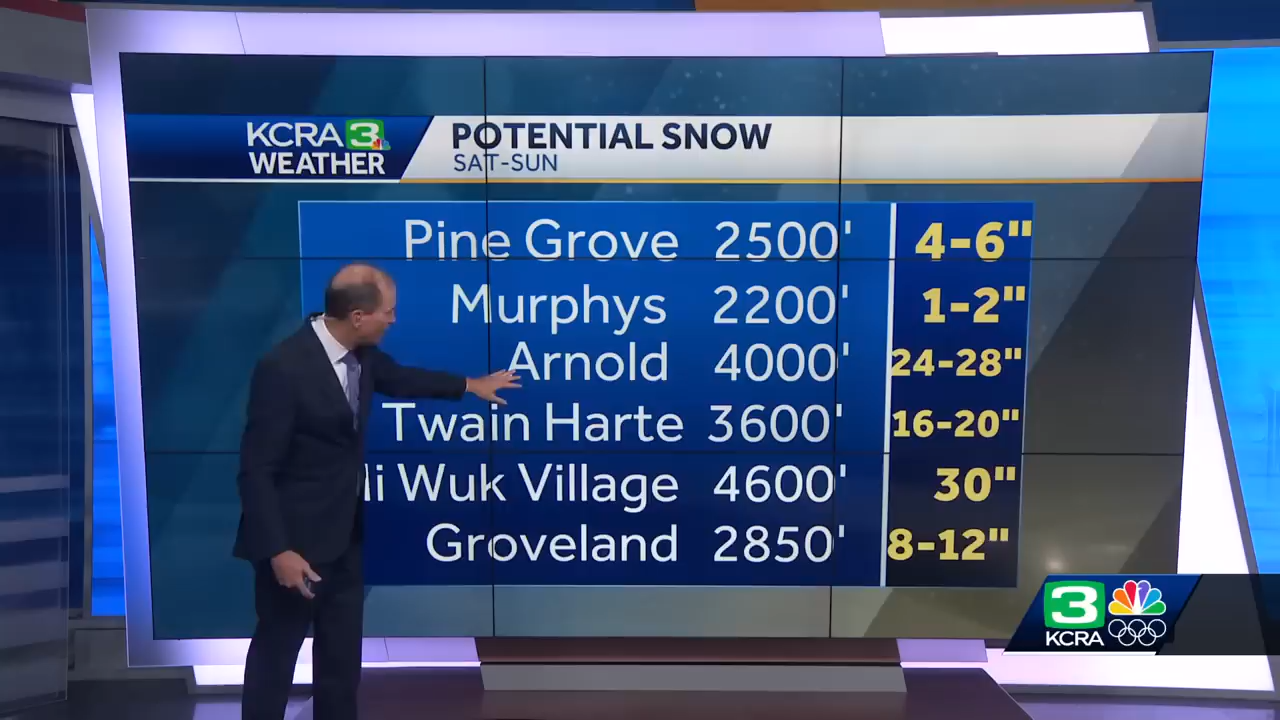 KCRA 3
WEATHER
POTENTIAL SNOW
SAT-SUN
Pine Grove 2500' 4-6"
Murphys 2200' 1-2"
Arnold 4000' 24-28"
Twain Harte 3600' 16-20"
Wuk Village 4600' 30"
Groveland 2850' 8-12"
3
KCRA